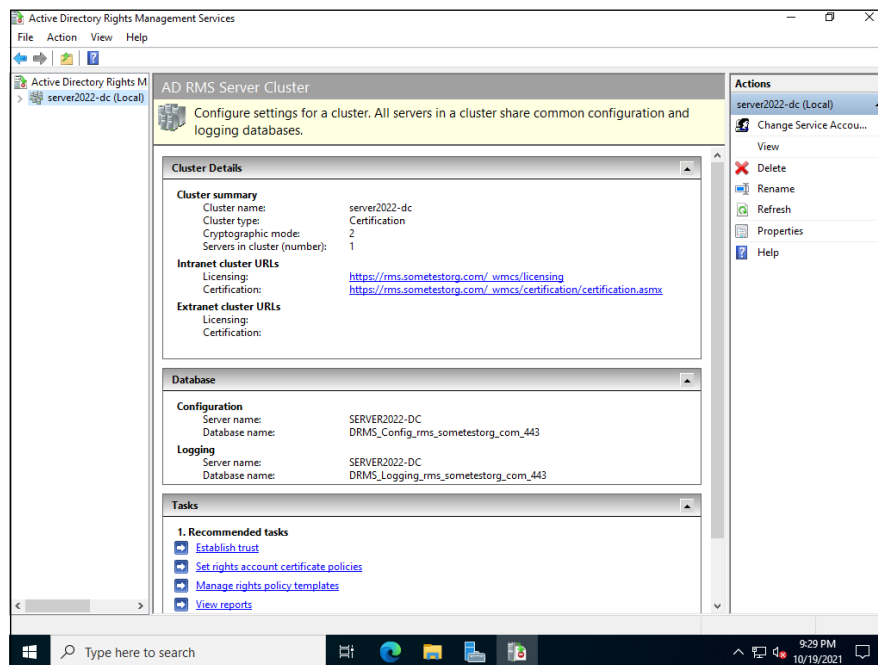 Active Directory Rights Management Services
File Action View Help
Active Directory Rights M
server2022-dc (Local)
AD RMS Server Cluster
Configure settings for a cluster. All servers in a cluster share common configuration and
logging databases.
Cluster Details
Cluster summary
Cluster name: server2022-dc
Cluster type: Certification
Cryptographic mode: 2
Servers in cluster (number): 1
Intranet cluster URLs
Licensing: https://rms.sometestorg.com/_wmcs/licensing
Certification: https://rms.sometestorg.com/_wmcs/certification/certification.asmx
Extranet cluster URLs
Licensing:
Certification:
Database
Configuration
Server name: SERVER2022-DC
Database name: DRMS_Config_rms_sometestorg_com_443
Logging
Server name: SERVER2022-DC
Database name: DRMS_Logging_rms_sometestorg_com_443
Tasks
1. Recommended tasks
Establish trust
Set rights account certificate policies
Manage rights policy templates
View reports
Actions
server2022-dc (Local)
Change Service Accou...
View
Delete
Rename
Refresh
Properties
Help
Type here to search
9:29 PM
10/19/2021